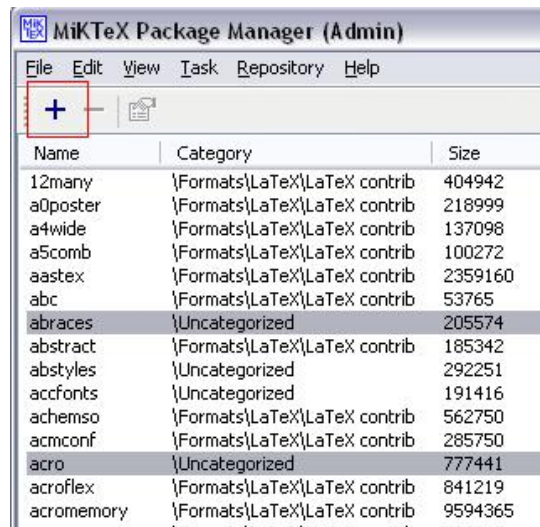 MiKTeX Package Manager (Admin)
File Edit View Task Repository Help
Name Category Size
12many \Formats\LaTeX\LaTeX contrib 404942
a0poster \Formats\LaTeX\LaTeX contrib 218999
a4wide \Formats\LaTeX\LaTeX contrib 137098
a5comb \Formats\LaTeX\LaTeX contrib 100272
aastex \Formats\LaTeX\LaTeX contrib 2359160
abc \Formats\LaTeX\LaTeX contrib 53765
abraces \Uncategorized 205574
abstract \Formats\LaTeX\LaTeX contrib 185342
abstyles \Uncategorized 292251
accfonts \Uncategorized 191416
achemso \Formats\LaTeX\LaTeX contrib 562750
acmconf \Formats\LaTeX\LaTeX contrib 285750
acro \Uncategorized 777441
acroflex \Formats\LaTeX\LaTeX contrib 841219
acromemory \Formats\LaTeX\LaTeX contrib 9594365